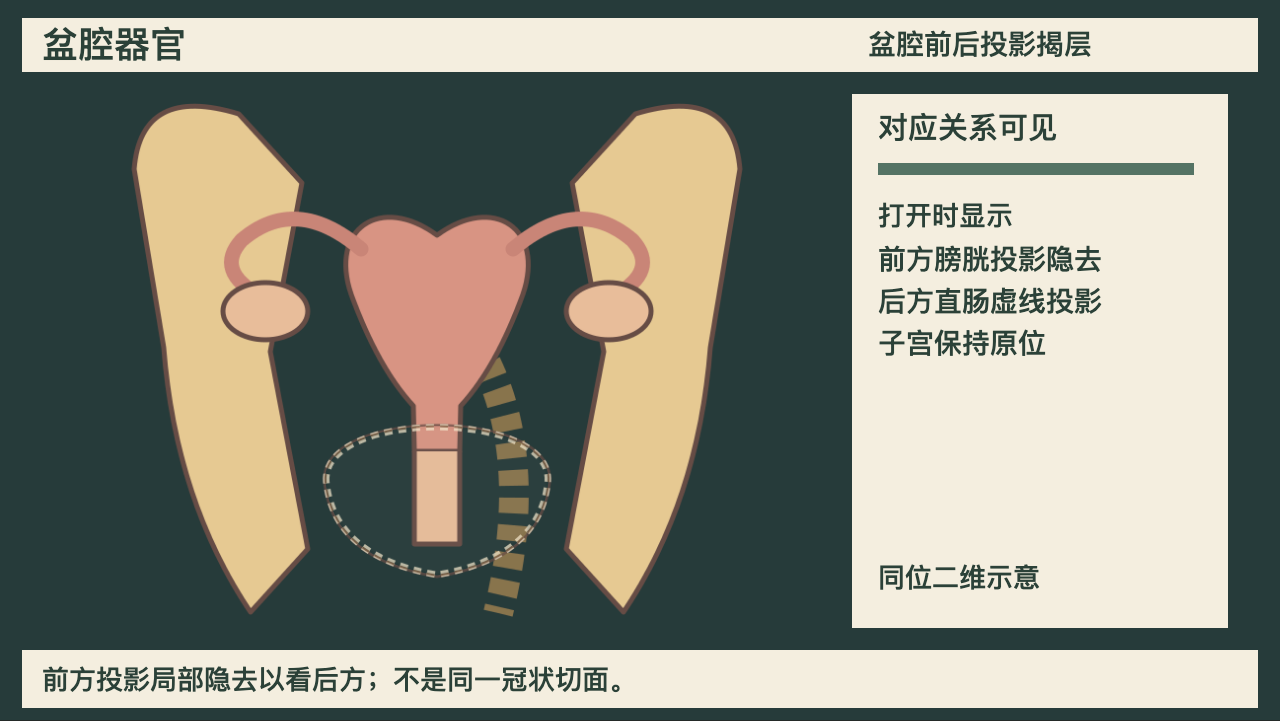 盆腔器官
盆腔前后投影揭层
对应关系可见
打开时显示
前方膀胱投影隐去
后方直肠虚线投影
子宫保持原位
同位二维示意
前方投影局部隐去以看后方；不是同一冠状切面。